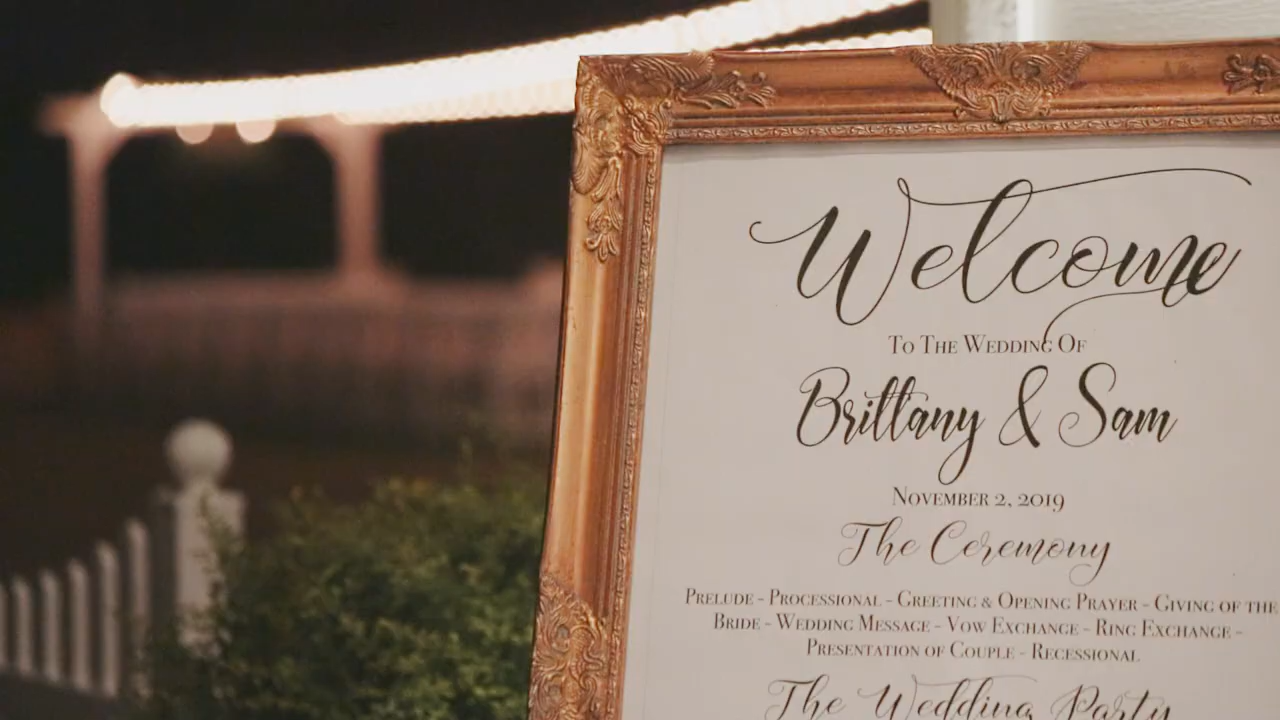 Welcome
To The Wedding Of
Brittany & Sam
November 2, 2019
The Ceremony
Prelude - Processional - Greeting & Opening Prayer - Giving of the
Bride - Wedding Message - Vow Exchange - Ring Exchange -
Presentation of Couple - Recessional
The Wedding Party